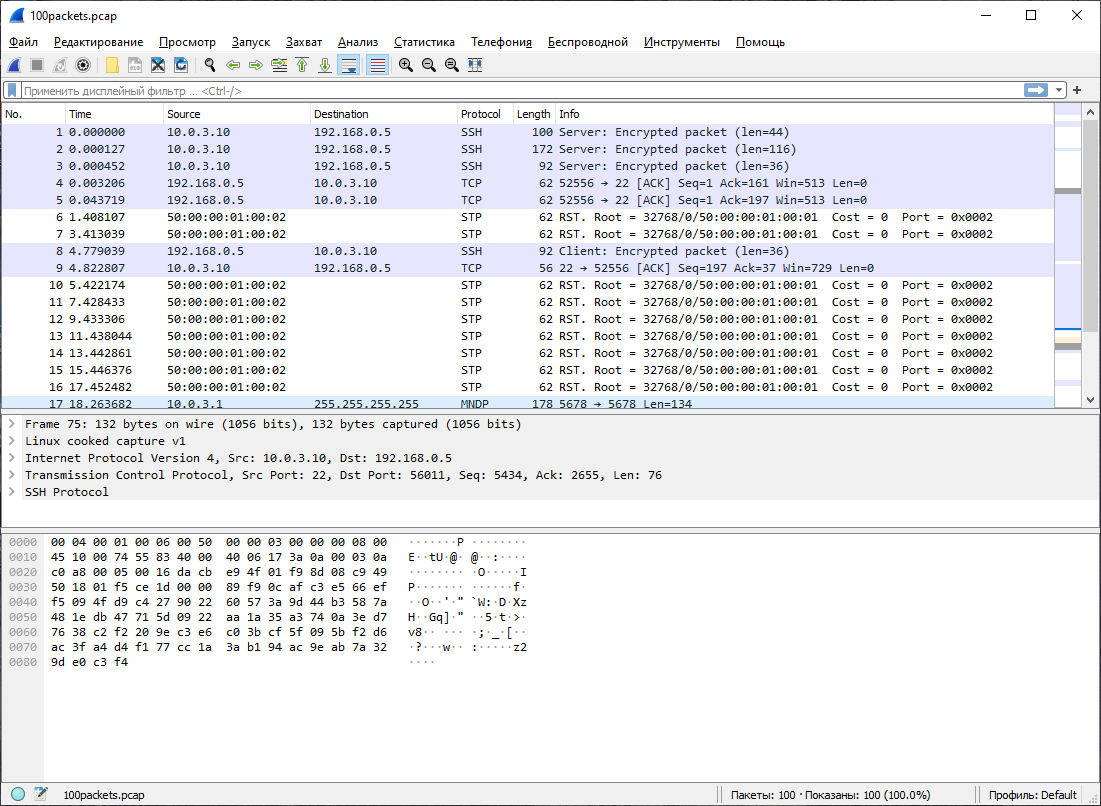 100packets.pcap
Файл Редактирование Просмотр Запуск Захват Анализ Статистика Телефония Беспроводной Инструменты Помощь
Применить дисплейный фильтр ... <Ctrl-/>
No. Time Source Destination Protocol Length Info
1 0.000000 10.0.3.10 192.168.0.5 SSH 100 Server: Encrypted packet (len=44)
2 0.000127 10.0.3.10 192.168.0.5 SSH 172 Server: Encrypted packet (len=116)
3 0.000452 10.0.3.10 192.168.0.5 SSH 92 Server: Encrypted packet (len=36)
4 0.003206 192.168.0.5 10.0.3.10 TCP 62 52556 → 22 [ACK] Seq=1 Ack=161 Win=513 Len=0
5 0.043719 192.168.0.5 10.0.3.10 TCP 62 52556 → 22 [ACK] Seq=1 Ack=197 Win=513 Len=0
6 1.408107 50:00:00:01:00:02 STP 62 RST. Root = 32768/0/50:00:00:01:00:01 Cost = 0 Port = 0x0002
7 3.413039 50:00:00:01:00:02 STP 62 RST. Root = 32768/0/50:00:00:01:00:01 Cost = 0 Port = 0x0002
8 4.779039 192.168.0.5 10.0.3.10 SSH 92 Client: Encrypted packet (len=36)
9 4.822807 10.0.3.10 192.168.0.5 TCP 56 22 → 52556 [ACK] Seq=197 Ack=37 Win=729 Len=0
10 5.422174 50:00:00:01:00:02 STP 62 RST. Root = 32768/0/50:00:00:01:00:01 Cost = 0 Port = 0x0002
11 7.428433 50:00:00:01:00:02 STP 62 RST. Root = 32768/0/50:00:00:01:00:01 Cost = 0 Port = 0x0002
12 9.433306 50:00:00:01:00:02 STP 62 RST. Root = 32768/0/50:00:00:01:00:01 Cost = 0 Port = 0x0002
13 11.438044 50:00:00:01:00:02 STP 62 RST. Root = 32768/0/50:00:00:01:00:01 Cost = 0 Port = 0x0002
14 13.442861 50:00:00:01:00:02 STP 62 RST. Root = 32768/0/50:00:00:01:00:01 Cost = 0 Port = 0x0002
15 15.446376 50:00:00:01:00:02 STP 62 RST. Root = 32768/0/50:00:00:01:00:01 Cost = 0 Port = 0x0002
16 17.452482 50:00:00:01:00:02 STP 62 RST. Root = 32768/0/50:00:00:01:00:01 Cost = 0 Port = 0x0002
17 18.263682 10.0.3.1 255.255.255.255 MNDP 178 5678 → 5678 Len=134
Frame 75: 132 bytes on wire (1056 bits), 132 bytes captured (1056 bits)
Linux cooked capture v1
Internet Protocol Version 4, Src: 10.0.3.10, Dst: 192.168.0.5
Transmission Control Protocol, Src Port: 22, Dst Port: 56011, Seq: 5434, Ack: 2655, Len: 76
SSH Protocol
0000 00 04 00 01 00 06 00 50 00 00 03 00 00 00 08 00 ·······P ········
0010 45 10 00 74 55 83 40 00 40 06 17 3a 0a 00 03 0a E··tU·@· @··:····
0020 c0 a8 00 05 00 16 da cb e9 4f 01 f9 8d 08 c9 49 ········ ·O·····I
0030 50 18 01 f5 ce 1d 00 00 89 f9 0c af c3 e5 66 ef P······· ······f·
0040 f5 09 4f d9 c4 27 90 22 60 57 3a 9d 44 b3 58 7a ··O··'·" `W:·D·Xz
0050 48 1e db 47 71 5d 09 22 aa 1a 35 a3 74 0a 3e d7 H··Gq]·" ··5·t·>·
0060 76 38 c2 f2 20 9e c3 e6 c0 3b cf 5f 09 5b f2 d6 v8·· ··· ·;·_·[··
0070 ac 3f a4 d4 f1 77 cc 1a 3a b1 94 ac 9e ab 7a 32 ·?···w·· :·····z2
0080 9d e0 c3 f4 ····
100packets.pcap Пакеты: 100 · Показаны: 100 (100.0%) Профиль: Default